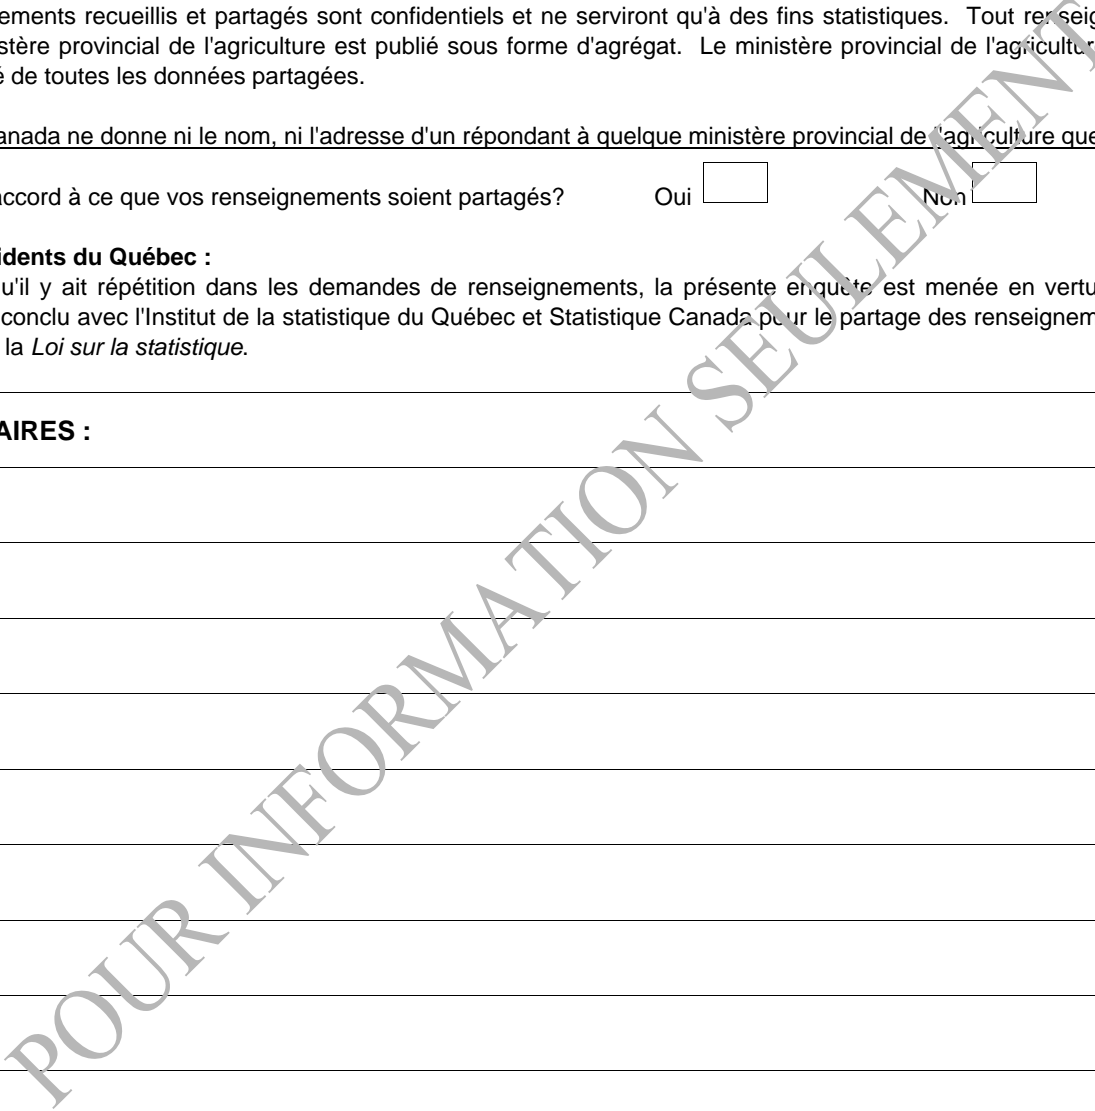 ements recueillis et partagés sont confidentiels et ne serviront qu'à des fins statistiques. Tout renseig
stère provincial de l'agriculture est publié sous forme d'agrégat. Le ministère provincial de l'agricultur
é de toutes les données partagées.
anada ne donne ni le nom, ni l'adresse d'un répondant à quelque ministère provincial de l'agriculture que
accord à ce que vos renseignements soient partagés? Oui Non
idents du Québec :
u'il y ait répétition dans les demandes de renseignements, la présente enquête est menée en vertu
conclu avec l'Institut de la statistique du Québec et Statistique Canada pour le partage des renseignem
la Loi sur la statistique.
AIRES :
POUR INFORMATION SEULEMENT